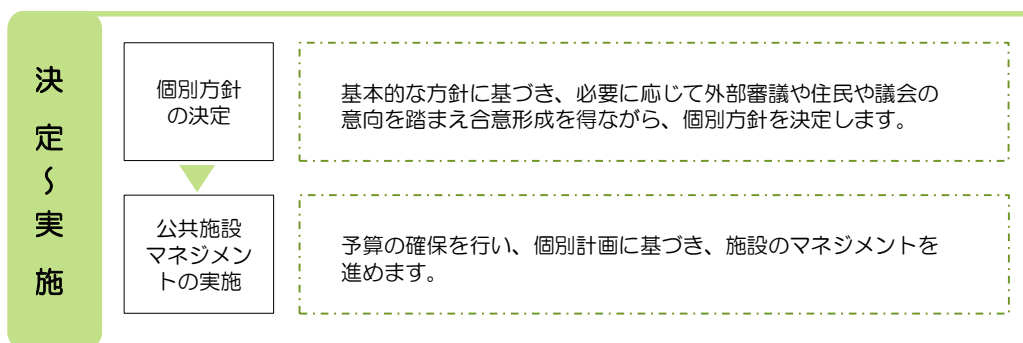 決定～実施
個別方針
の決定
基本的な方針に基づき、必要に応じて外部審議や住民や議会の
意向を踏まえ合意形成を得ながら、個別方針を決定します。
公共施設
マネジメン
トの実施
予算の確保を行い、個別計画に基づき、施設のマネジメントを
進めます。